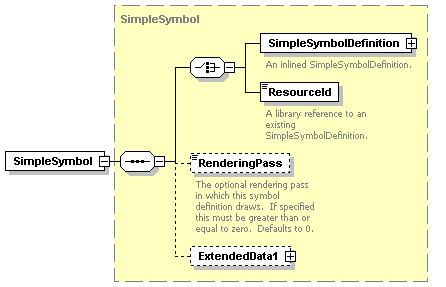 SimpleSymbol
SimpleSymbolDefinition
An inlined SimpleSymbolDefinition.
ResourceId
A library reference to an
existing
SimpleSymbolDefinition.
SimpleSymbol
RenderingPass
The optional rendering pass
in which this symbol
definition draws. If specified
this must be greater than or
equal to zero. Defaults to 0.
ExtendedData1